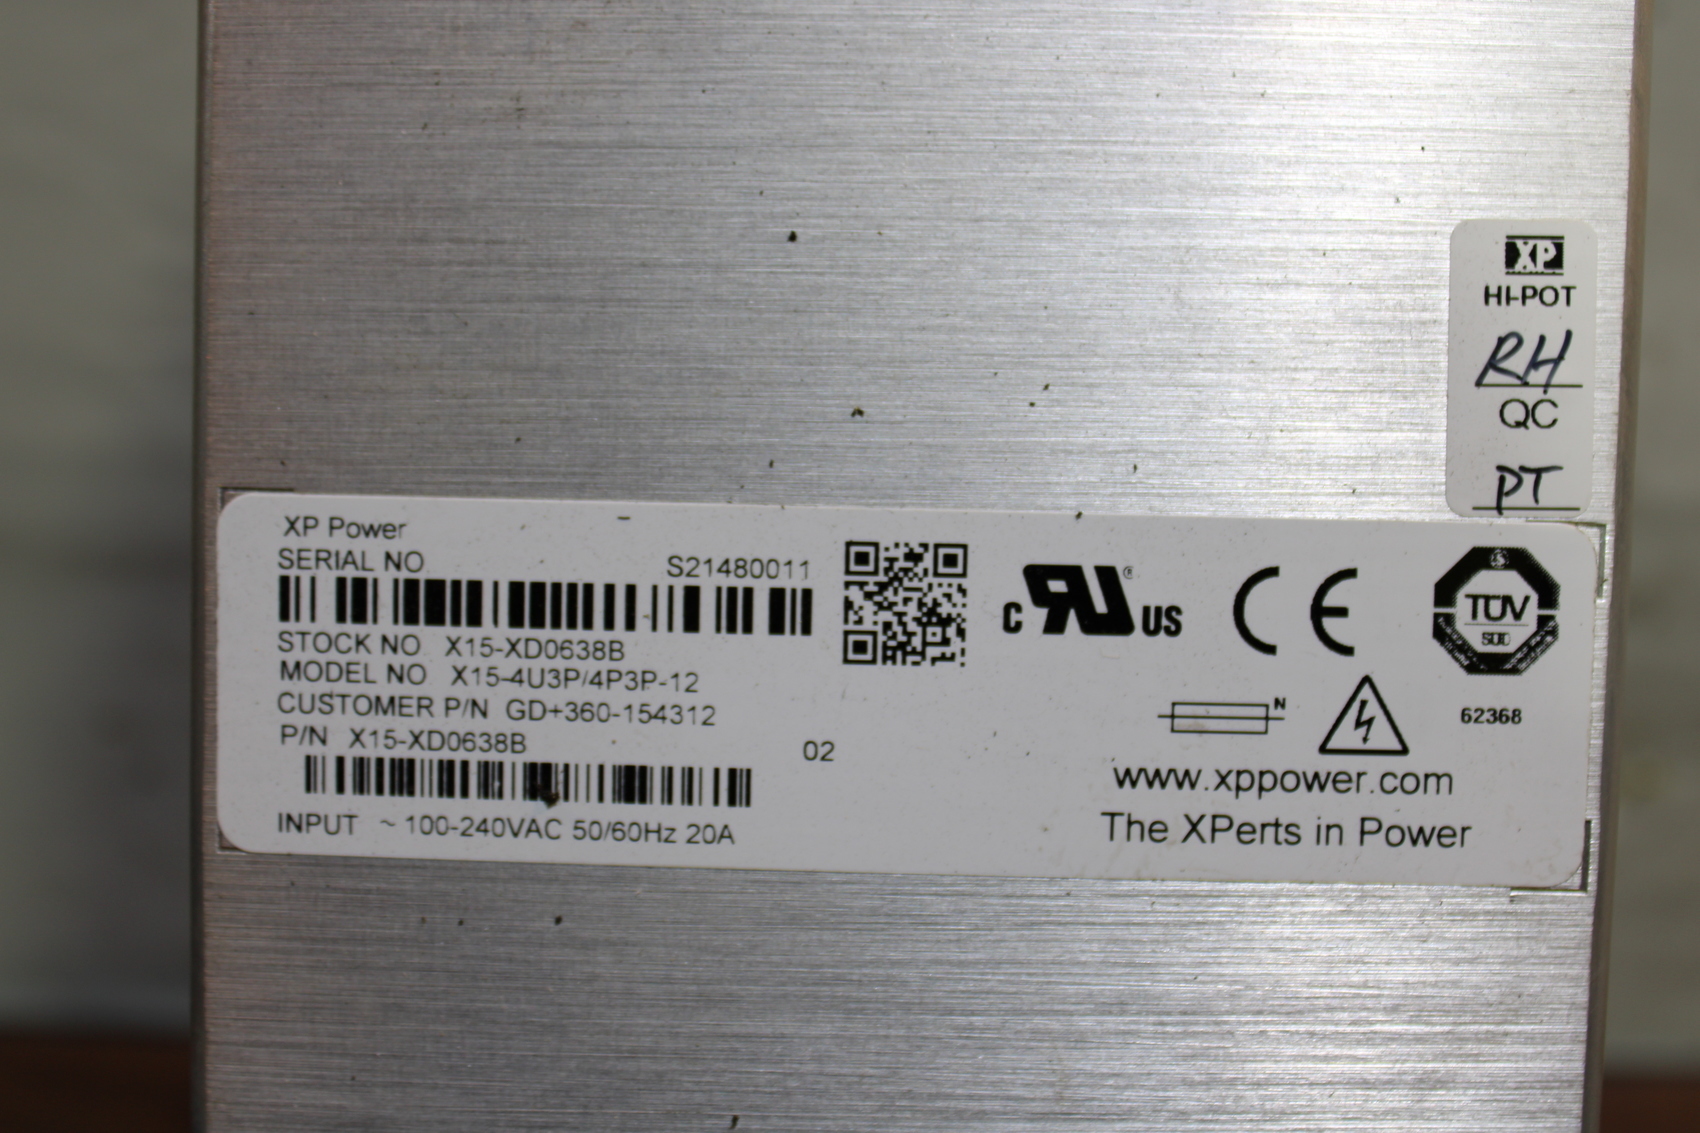 XP
HI-POT
RH
QC
PT
XP Power
SERIAL NO S21480011
STOCK NO X15-XD0638B
MODEL NO X15-4U3P/4P3P-12
CUSTOMER P/N GD+360-154312
P/N X15-XD0638B 02
INPUT ~ 100-240VAC 50/60Hz 20A
C RU ® US CE
TÜV
SÜD
N
62368
www.xppower.com
The XPerts in Power